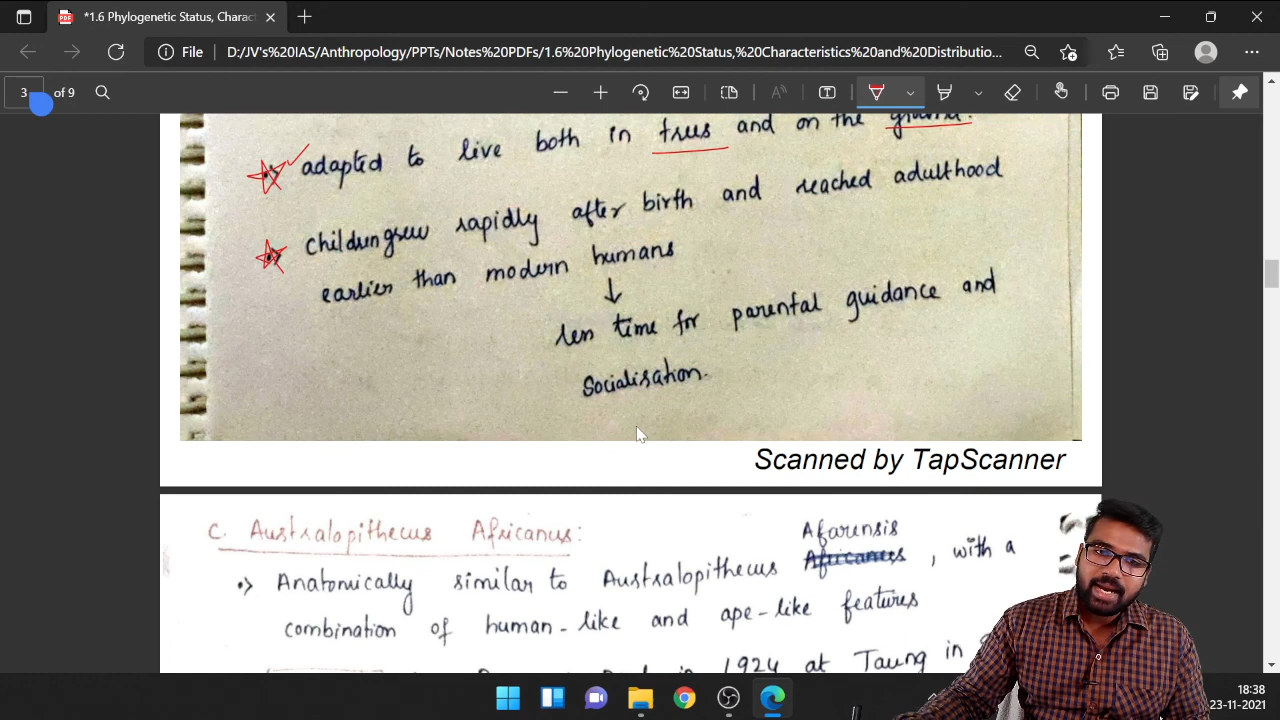 *1.6 Phylogenetic Status, Charact
File
D:/JV's%20IAS/Anthropology/PPTs/Notes%20PDFs/1.6%20Phylogenetic%20Status,%20Characteristics%20and%20Distributio...
3 of 9
adapted to live both in trees and on the ground.
Children grew rapidly after birth and reached adulthood
earlier than modern humans
↓
less time for parental guidance and
Socialisation.
Scanned by TapScanner
C. Australopithecus Africanus:
Afarensis
Anatomically similar to Australopithecus Africanus, with a
combination of human-like and ape-like features
in 1924 at Taung in
18:38
23-11-2021